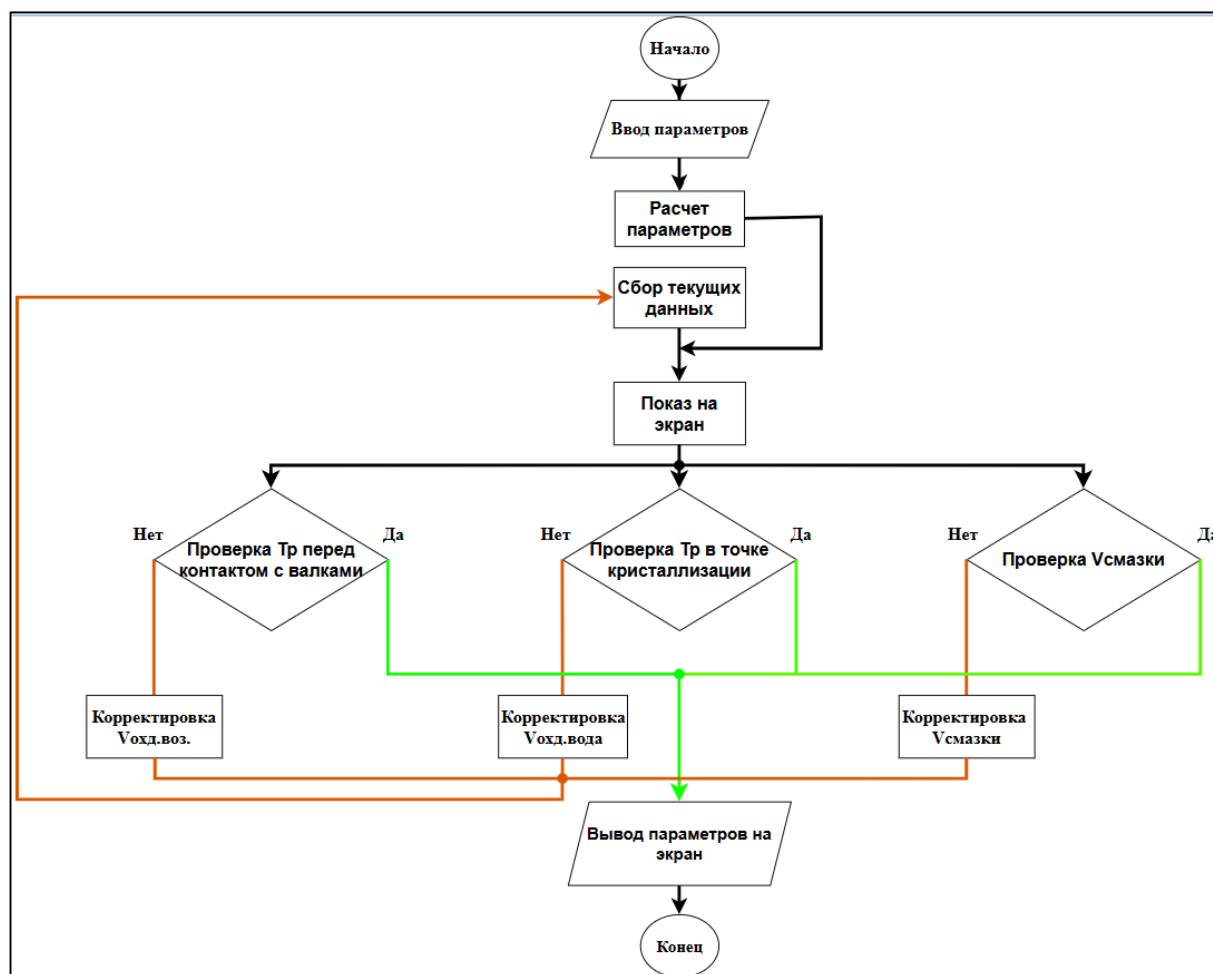 Начало
Ввод параметров
Расчет
параметров
Сбор текущих
данных
Показ на
экран
Нет
Да
Нет
Да
Нет
Да
Проверка Тр перед
контактом с валками
Проверка Тр в точке
кристаллизации
Проверка Vсмазки
Корректировка
Vохд.воз.
Корректировка
Vохд.вода
Корректировка
Vсмазки
Вывод параметров на
экран
Конец